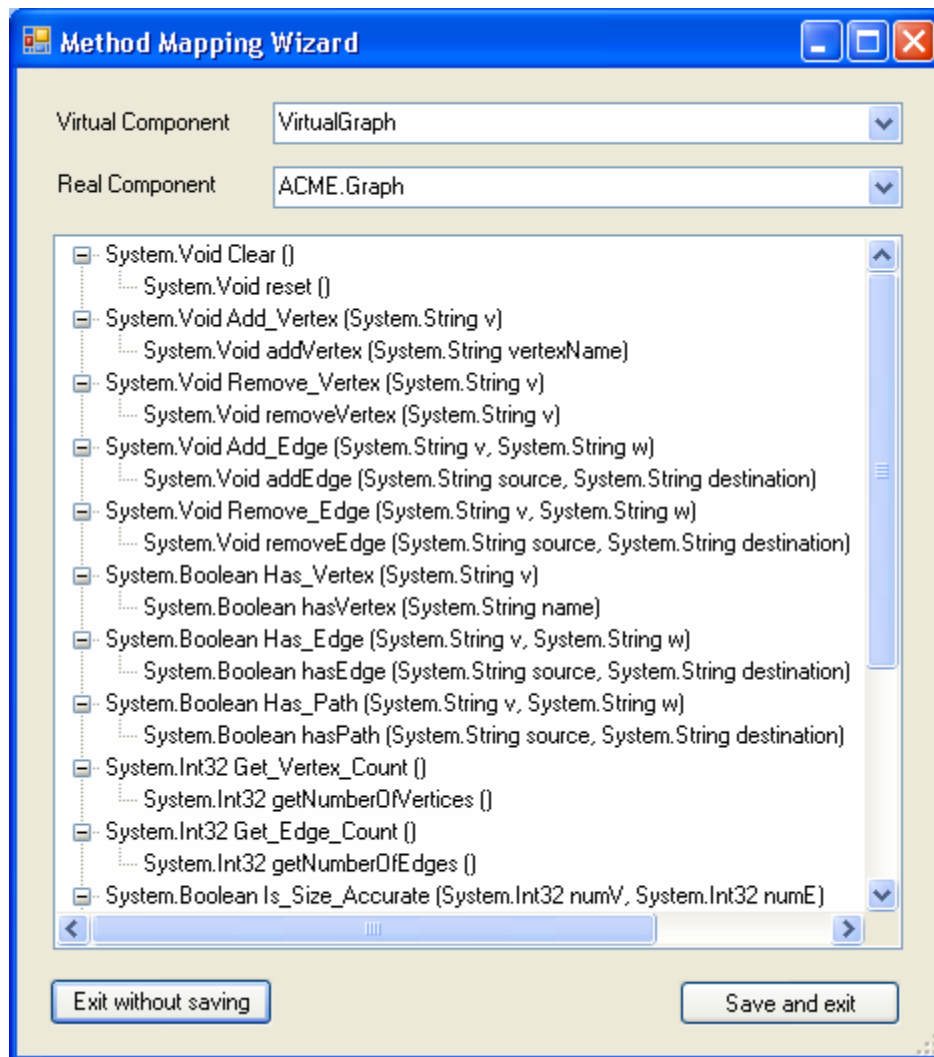 Method Mapping Wizard
Virtual Component VirtualGraph
Real Component ACME.Graph
System.Void Clear ()
System.Void reset ()
System.Void Add_Vertex (System.String v)
System.Void addVertex (System.String vertexName)
System.Void Remove_Vertex (System.String v)
System.Void removeVertex (System.String v)
System.Void Add_Edge (System.String v, System.String w)
System.Void addEdge (System.String source, System.String destination)
System.Void Remove_Edge (System.String v, System.String w)
System.Void removeEdge (System.String source, System.String destination)
System.Boolean Has_Vertex (System.String v)
System.Boolean hasVertex (System.String name)
System.Boolean Has_Edge (System.String v, System.String w)
System.Boolean hasEdge (System.String source, System.String destination)
System.Boolean Has_Path (System.String v, System.String w)
System.Boolean hasPath (System.String source, System.String destination)
System.Int32 Get_Vertex_Count ()
System.Int32 getNumberOfVertices ()
System.Int32 Get_Edge_Count ()
System.Int32 getNumberOfEdges ()
System.Boolean Is_Size_Accurate (System.Int32 numV, System.Int32 numE)
Exit without saving Save and exit